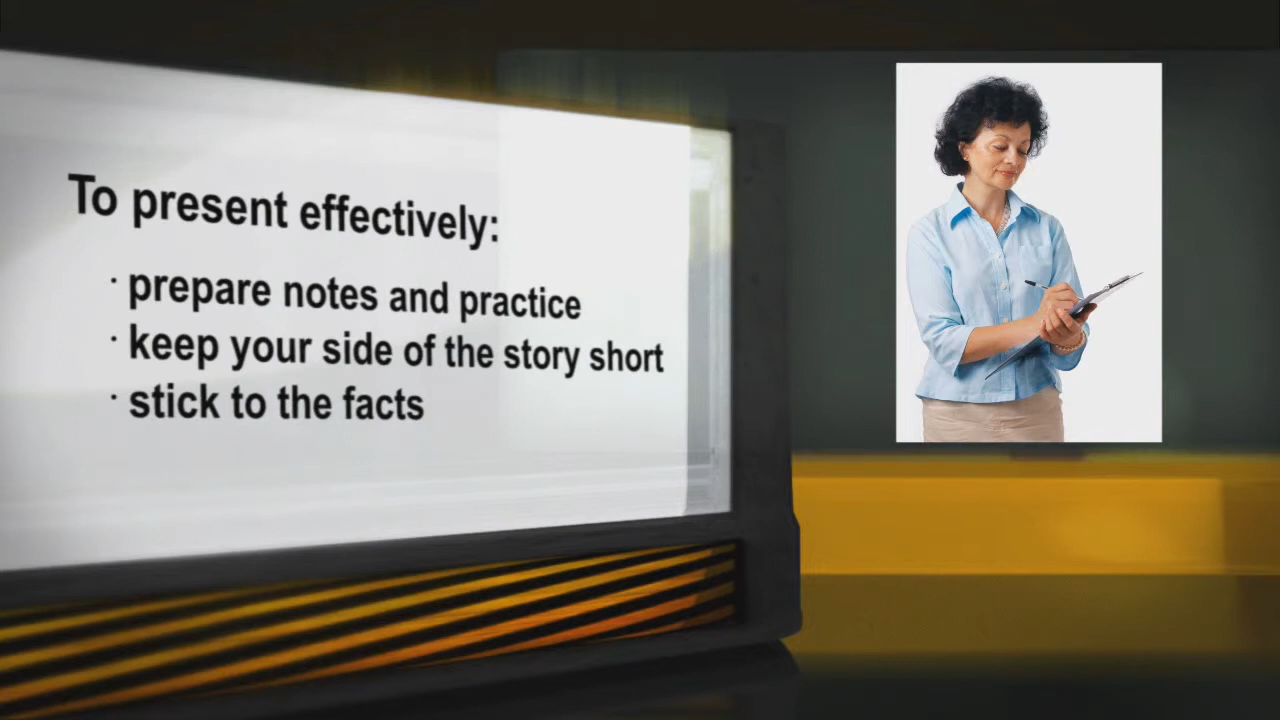 To present effectively:
· prepare notes and practice
· keep your side of the story short
· stick to the facts